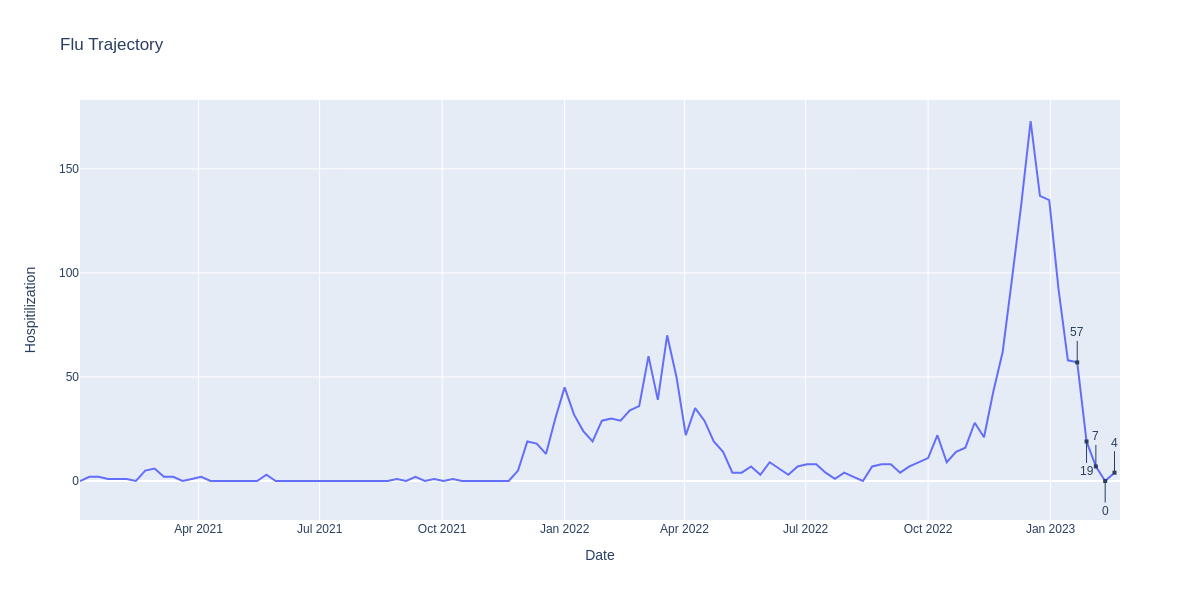 Flu Trajectory
Hospitilization
150
100
50
0
57
7
4
19
0
Apr 2021
Jul 2021
Oct 2021
Jan 2022
Apr 2022
Jul 2022
Oct 2022
Jan 2023
Date